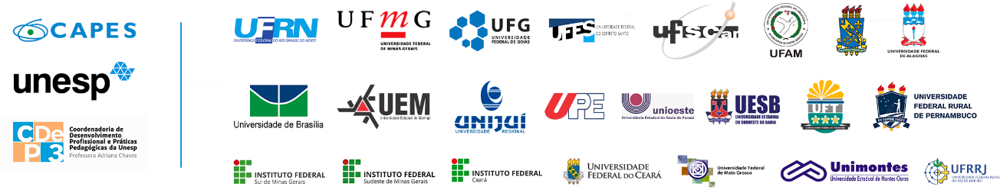 CAPES
unesp
CDeP3
Coordenadoria de
Desenvolvimento
Profissional e Práticas
Pedagógicas da Unesp
Professora Adriana Chaves
UFRN
UNIVERSIDADE FEDERAL DO RIO GRANDE DO NORTE
UFmG
UNIVERSIDADE FEDERAL
DE MINAS GERAIS
UFG
UNIVERSIDADE
FEDERAL DE GOIÁS
UFES
UNIVERSIDADE FEDERAL
DO ESPÍRITO SANTO
ufscar
UFAM
UNIVERSIDADE FEDERAL
DE ALAGOAS
Universidade de Brasília
UEM
Universidade Estadual de Maringá
UNIJUÍ
UNIVERSIDADE REGIONAL
UPE
unioeste
Universidade Estadual do Oeste do Paraná
UESB
UNIVERSIDADE ESTADUAL
DO SUDOESTE DA BAHIA
UFT
UNIVERSIDADE
FEDERAL RURAL
DE PERNAMBUCO
INSTITUTO FEDERAL
Sul de Minas Gerais
INSTITUTO FEDERAL
Sudeste de Minas Gerais
INSTITUTO FEDERAL
Ceará
UNIVERSIDADE
FEDERAL DO CEARÁ
Universidade Federal
de Mato Grosso
Unimontes
Universidade Estadual de Montes Claros
UFRRJ
UNIVERSIDADE FEDERAL RURAL
DO RIO DE JANEIRO